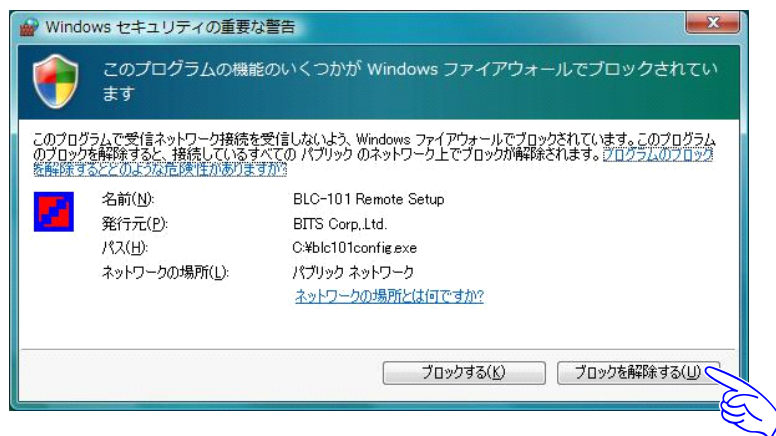 Windows セキュリティの重要な警告
このプログラムの機能のいくつかが Windows ファイアウォールでブロックされてい
ます
このプログラムで受信ネットワーク接続を受信しないよう、Windows ファイアウォールでブロックされています。このプログラム
のブロックを解除すると、接続しているすべての パブリック のネットワーク上でブロックが解除されます。プログラムのブロック
を解除するとどのような危険性がありますか?
名前(N): BLC-101 Remote Setup
発行元(P): BITS Corp,.Ltd.
パス(H): C:¥blc101config.exe
ネットワークの場所(L): パブリック ネットワーク
ネットワークの場所とは何ですか?
ブロックする(K) ブロックを解除する(U)